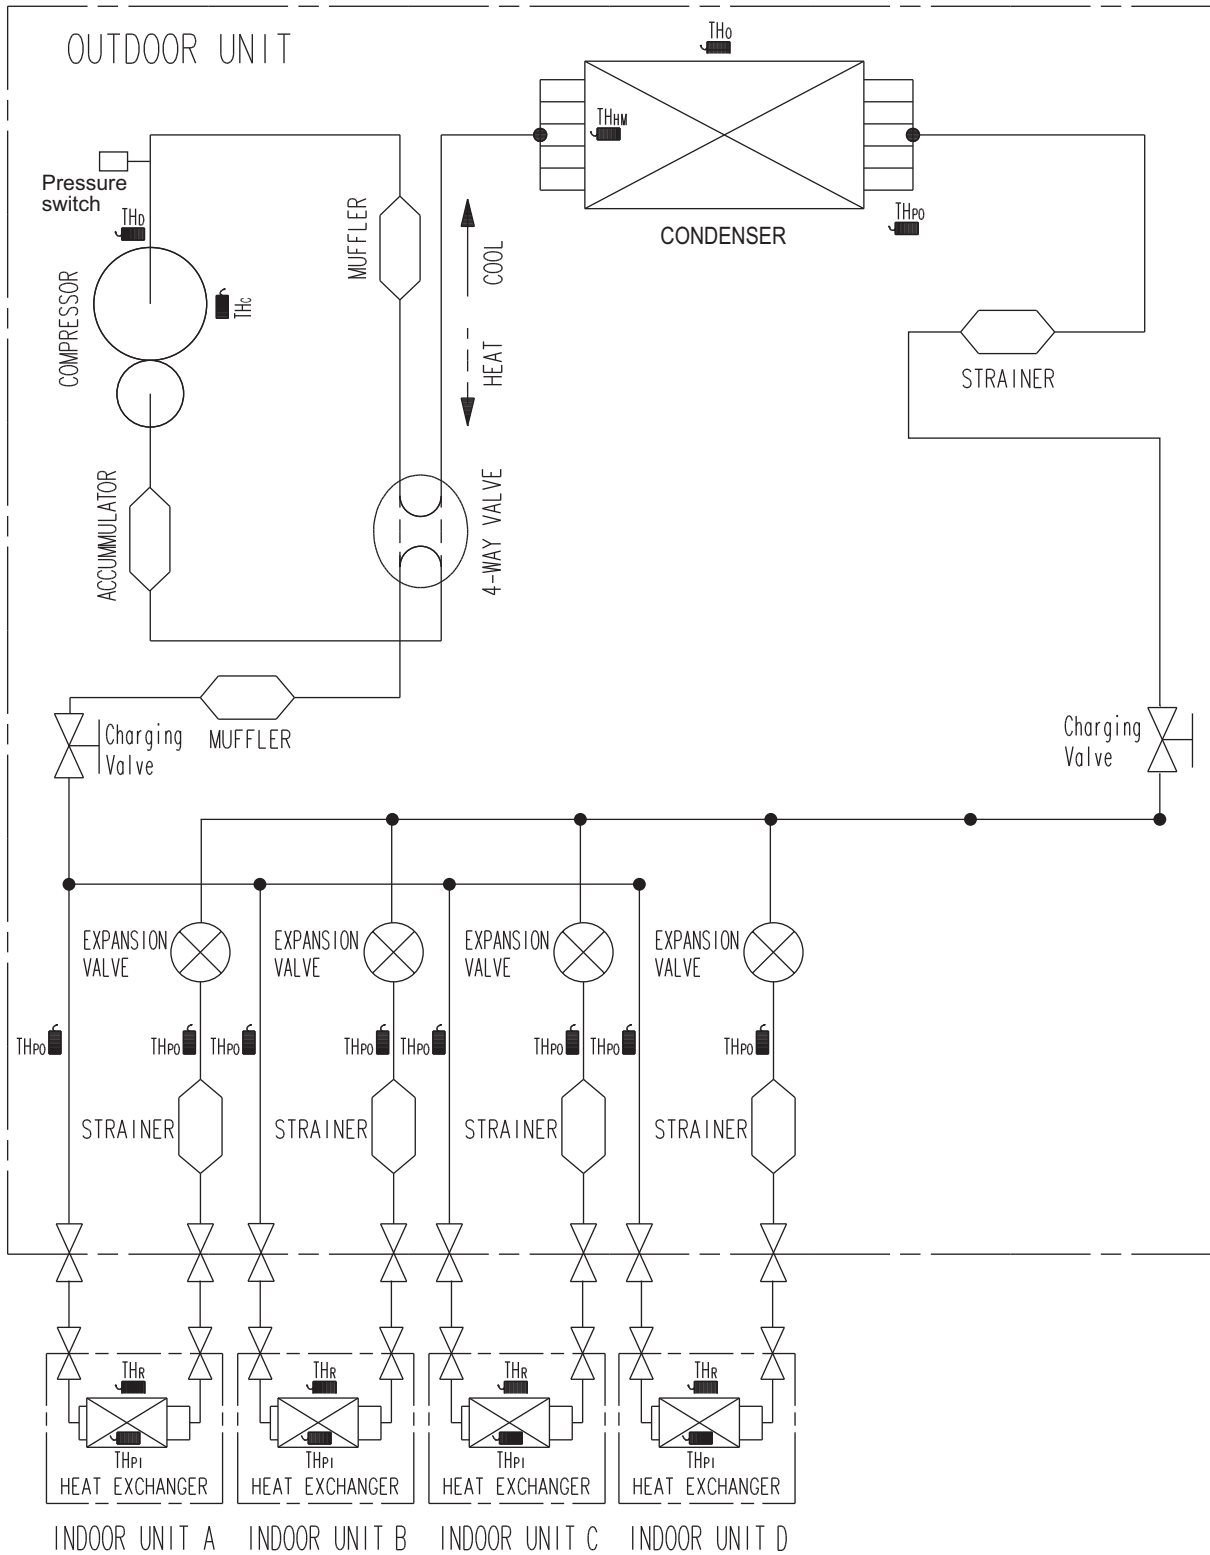 OUTDOOR UNIT
THO
THHM
Pressure
switch
THD
MUFFLER
COOL
CONDENSER
THPO
COMPRESSOR
THC
HEAT
STRAINER
ACCUMMULATOR
4-WAY VALVE
Charging
Valve
MUFFLER
Charging
Valve
EXPANSION
VALVE
EXPANSION
VALVE
EXPANSION
VALVE
EXPANSION
VALVE
THPO
THPO
THPO
THPO
THPO
THPO
THPO
THPO
STRAINER
STRAINER
STRAINER
STRAINER
THR
THR
THR
THR
THPI
THPI
THPI
THPI
HEAT EXCHANGER
HEAT EXCHANGER
HEAT EXCHANGER
HEAT EXCHANGER
INDOOR UNIT A
INDOOR UNIT B
INDOOR UNIT C
INDOOR UNIT D